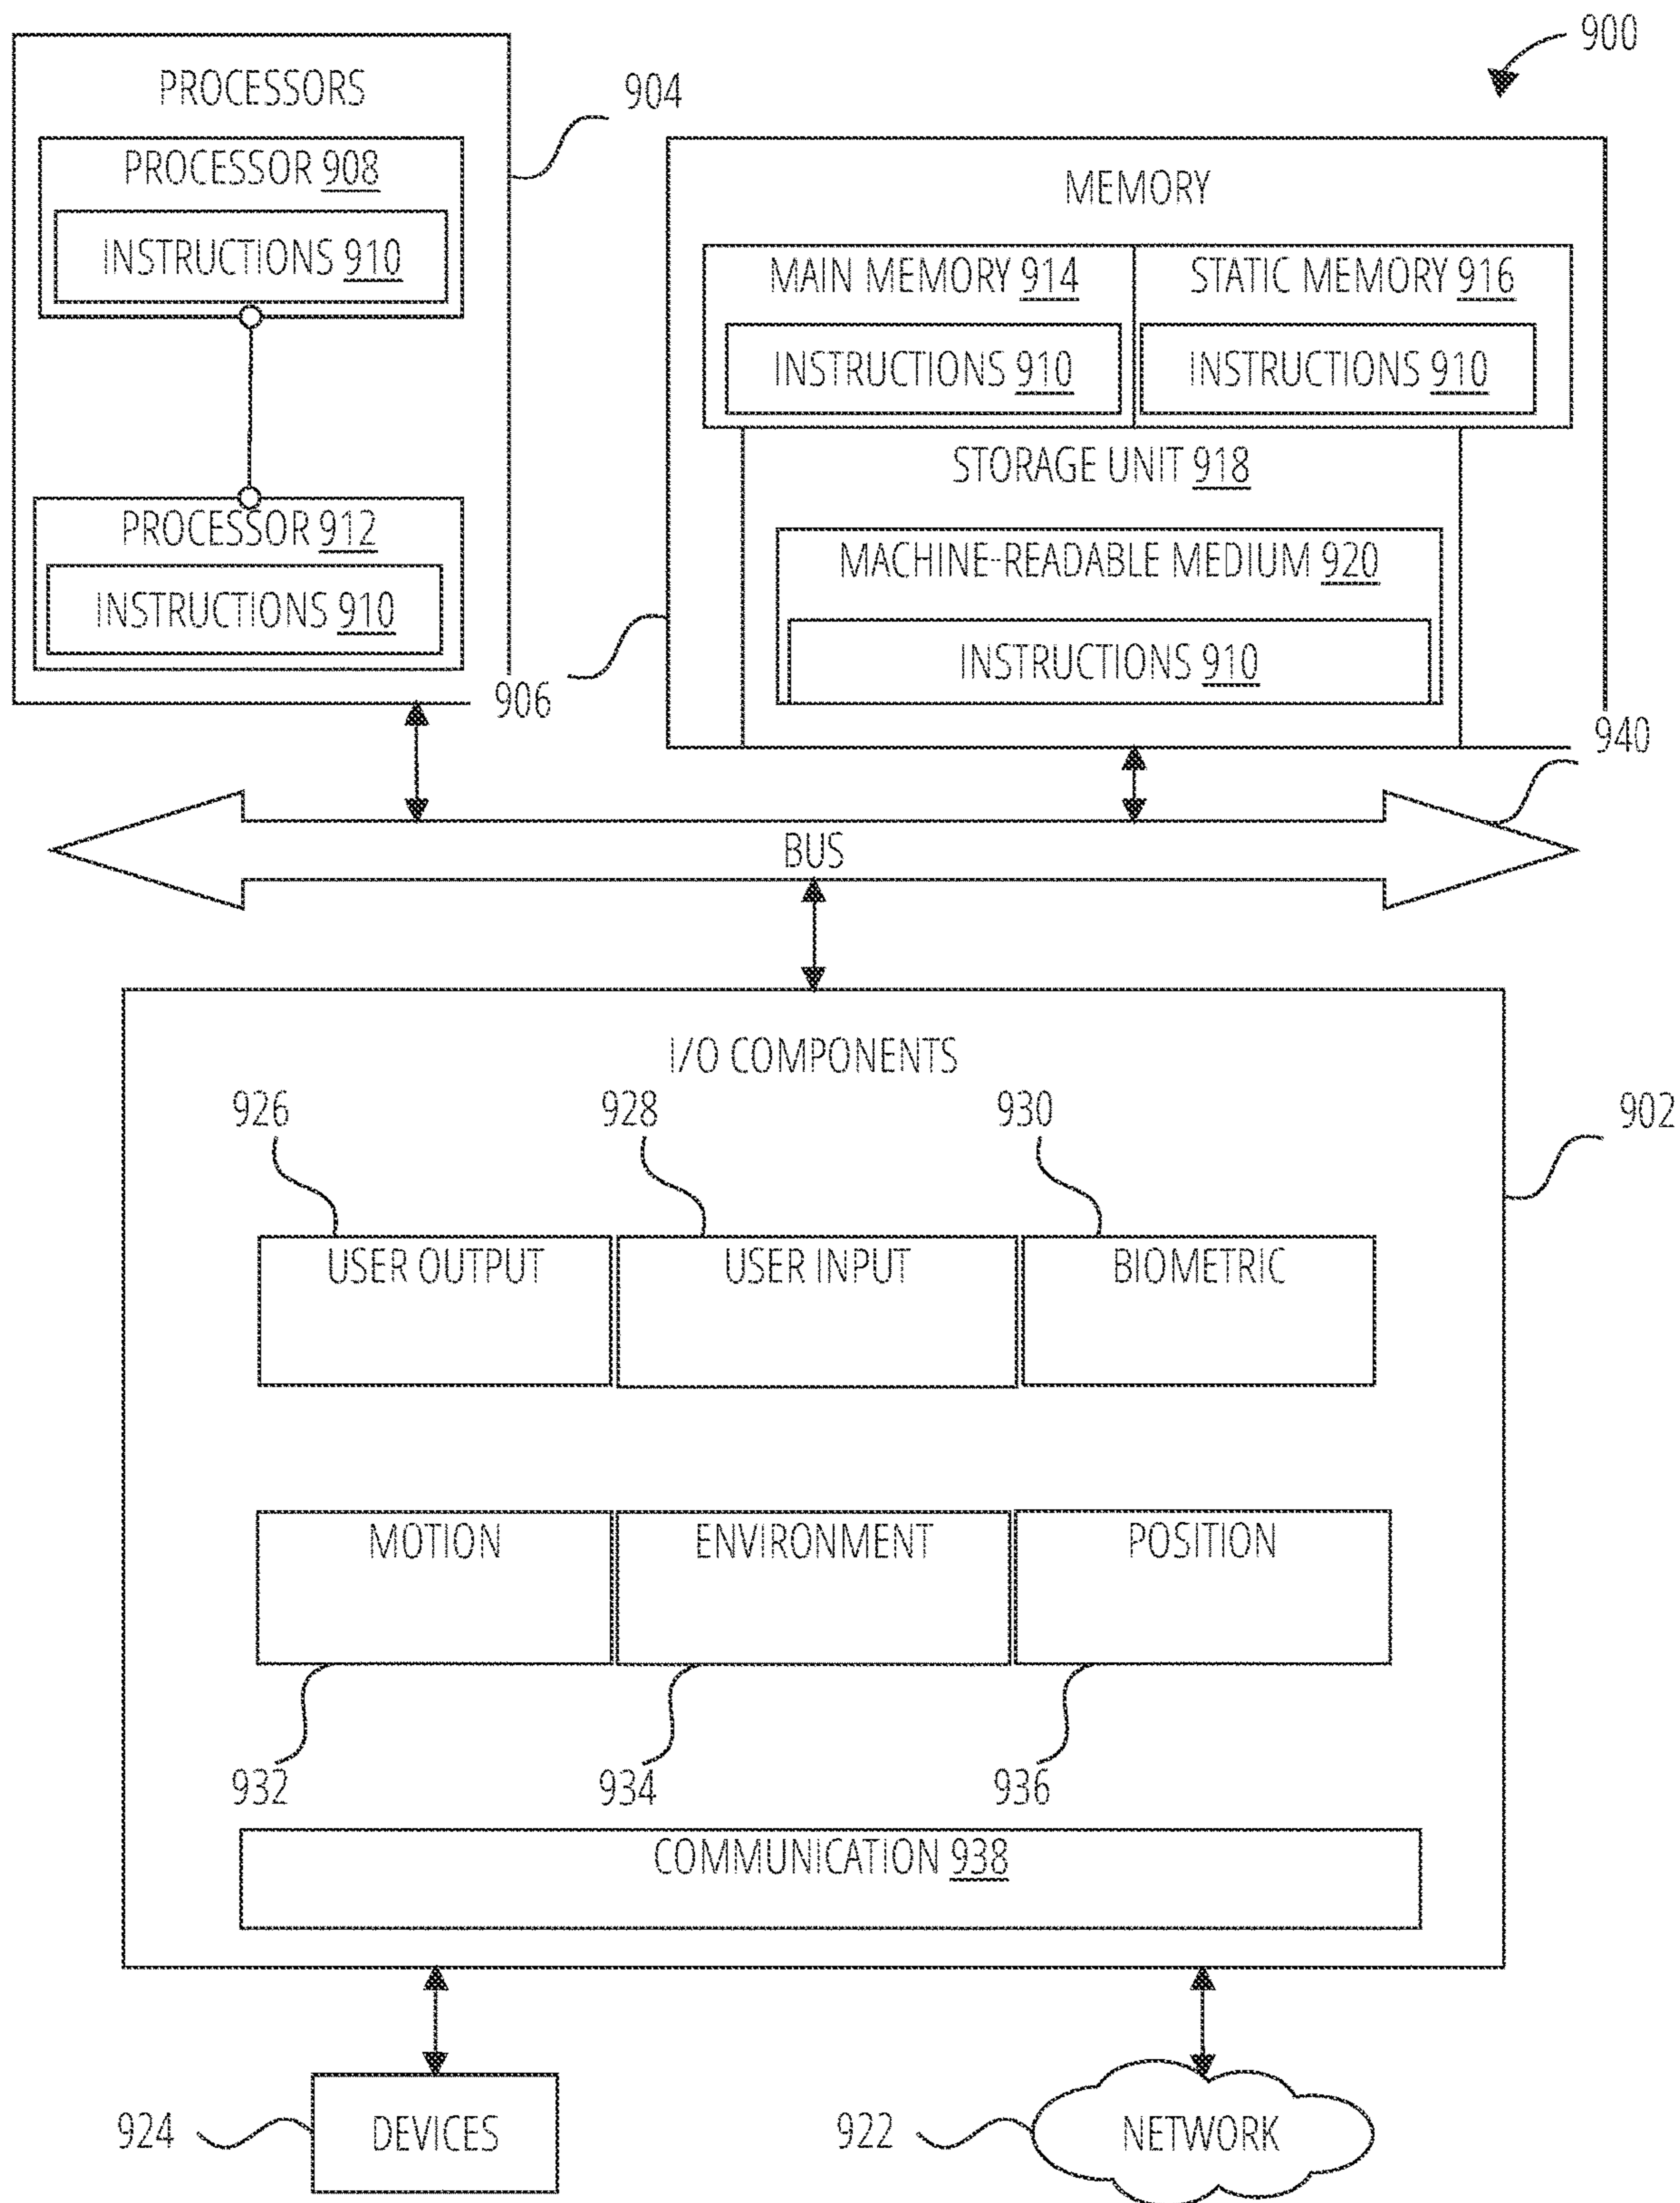 900
PROCESSORS
904
PROCESSOR 908
INSTRUCTIONS 910
PROCESSOR 912
INSTRUCTIONS 910
906
MEMORY
MAIN MEMORY 914
STATIC MEMORY 916
INSTRUCTIONS 910
INSTRUCTIONS 910
STORAGE UNIT 918
MACHINE-READABLE MEDIUM 920
INSTRUCTIONS 910
940
BUS
I/O COMPONENTS
902
926
928
930
USER OUTPUT
USER INPUT
BIOMETRIC
MOTION
ENVIRONMENT
POSITION
932
934
936
COMMUNICATION 938
924
DEVICES
922
NETWORK